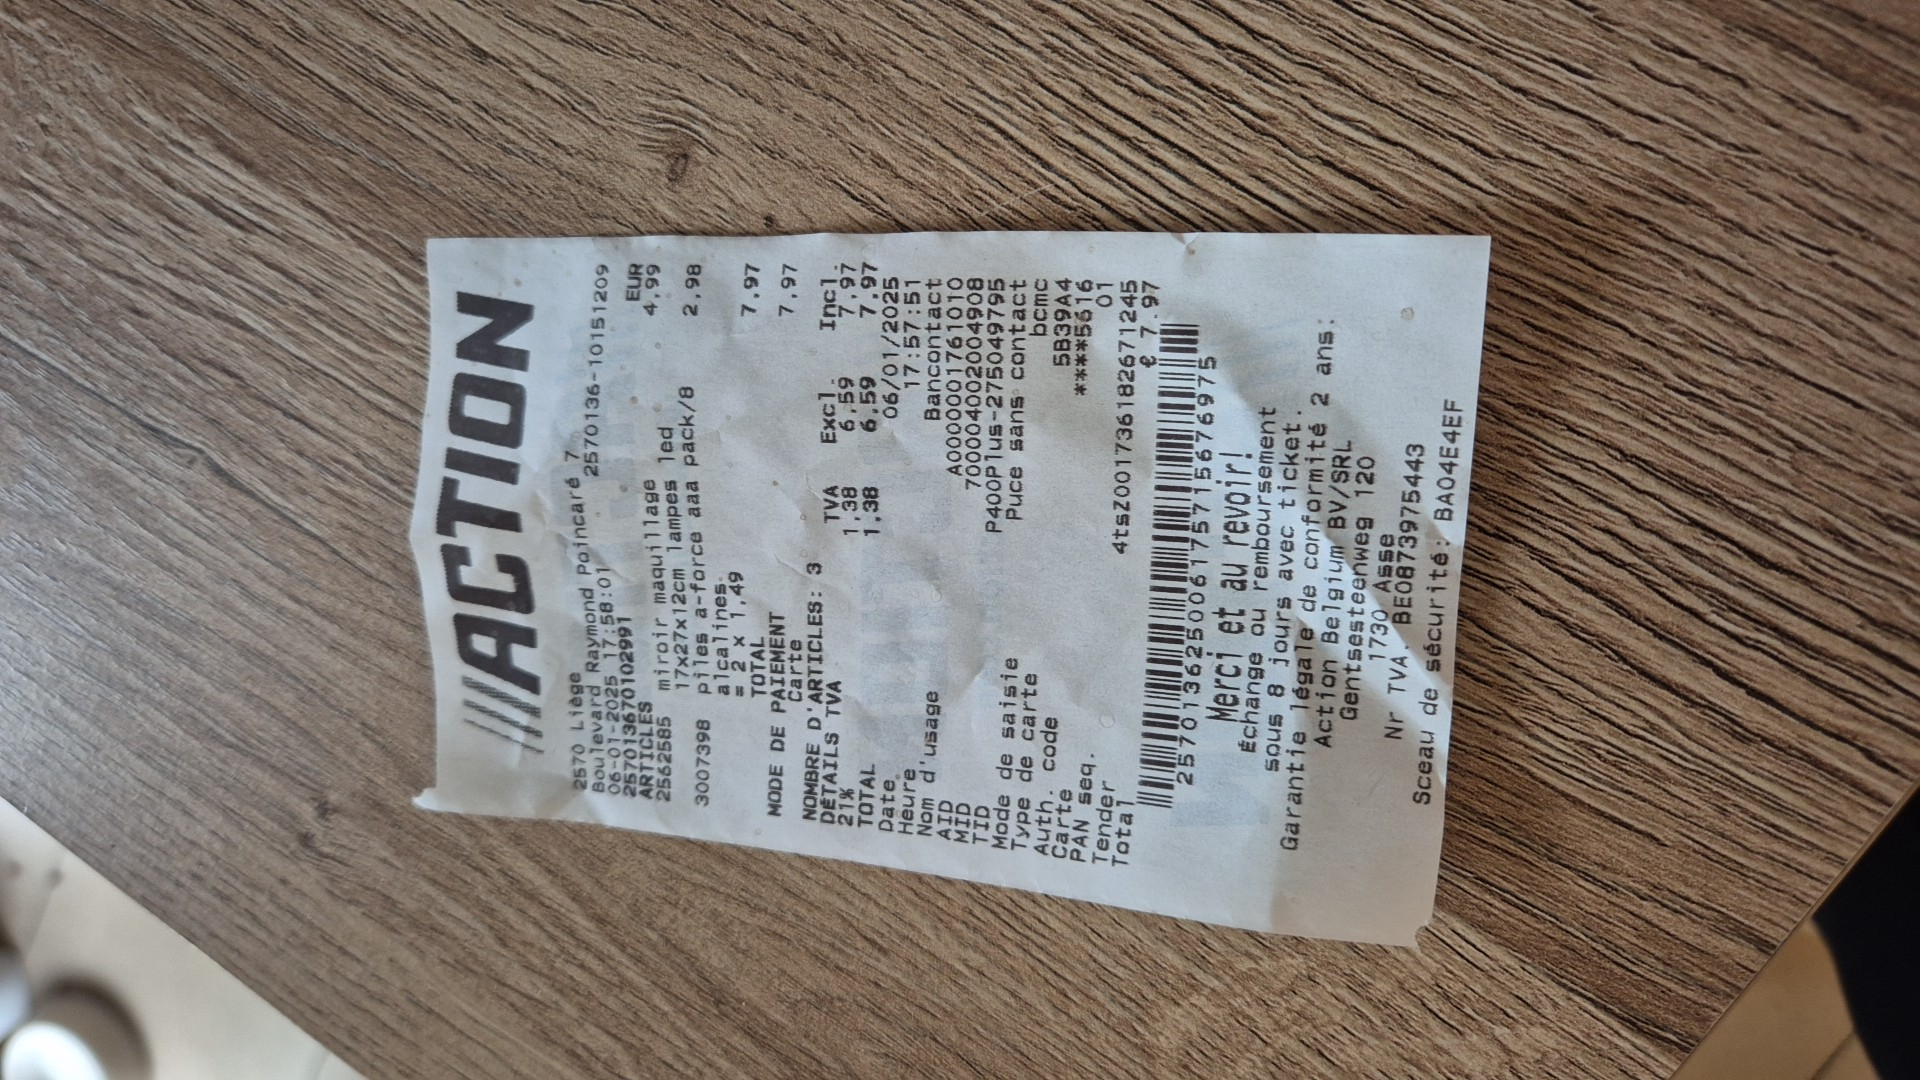 ACTION
2570 Liège
Boulevard Raymond Poincaré 7
06-01-2025 17:58:01 2570136-10151209
257013670102991
ARTICLES EUR
2562585 miroir maquillage 4,99
17x27x12cm lampes led
3007398 piles a-force aaa pack/8 2,98
alcalines
= 2 x 1,49
TOTAL 7,97
MODE DE PAIEMENT
Carte 7,97
NOMBRE D'ARTICLES: 3
DÉTAILS TVA TVA Excl. Incl.
21% 1,38 6,59 7,97
TOTAL 1,38 6,59 7,97
Date 06/01/2025
Heure 17:57:51
Nom d'usage Bancontact
AID A0000001761010
MID 700004002004908
TID P400Plus-275049795
Mode de saisie Puce sans contact
Type de carte bcmc
Auth. code 5B39A4
Carte ****5616
PAN seq. 01
Tender 4tsZ001736182671245
Total € 7.97
2570136250061757157156976975
Merci et au revoir!
Échange ou remboursement
sous 8 jours avec ticket.
Garantie légale de conformité 2 ans:
Action Belgium BV/SRL
Gentsesteenweg 120
1730 Asse
Nr TVA. BE0873975443
Sceau de sécurité: BA04E4EF